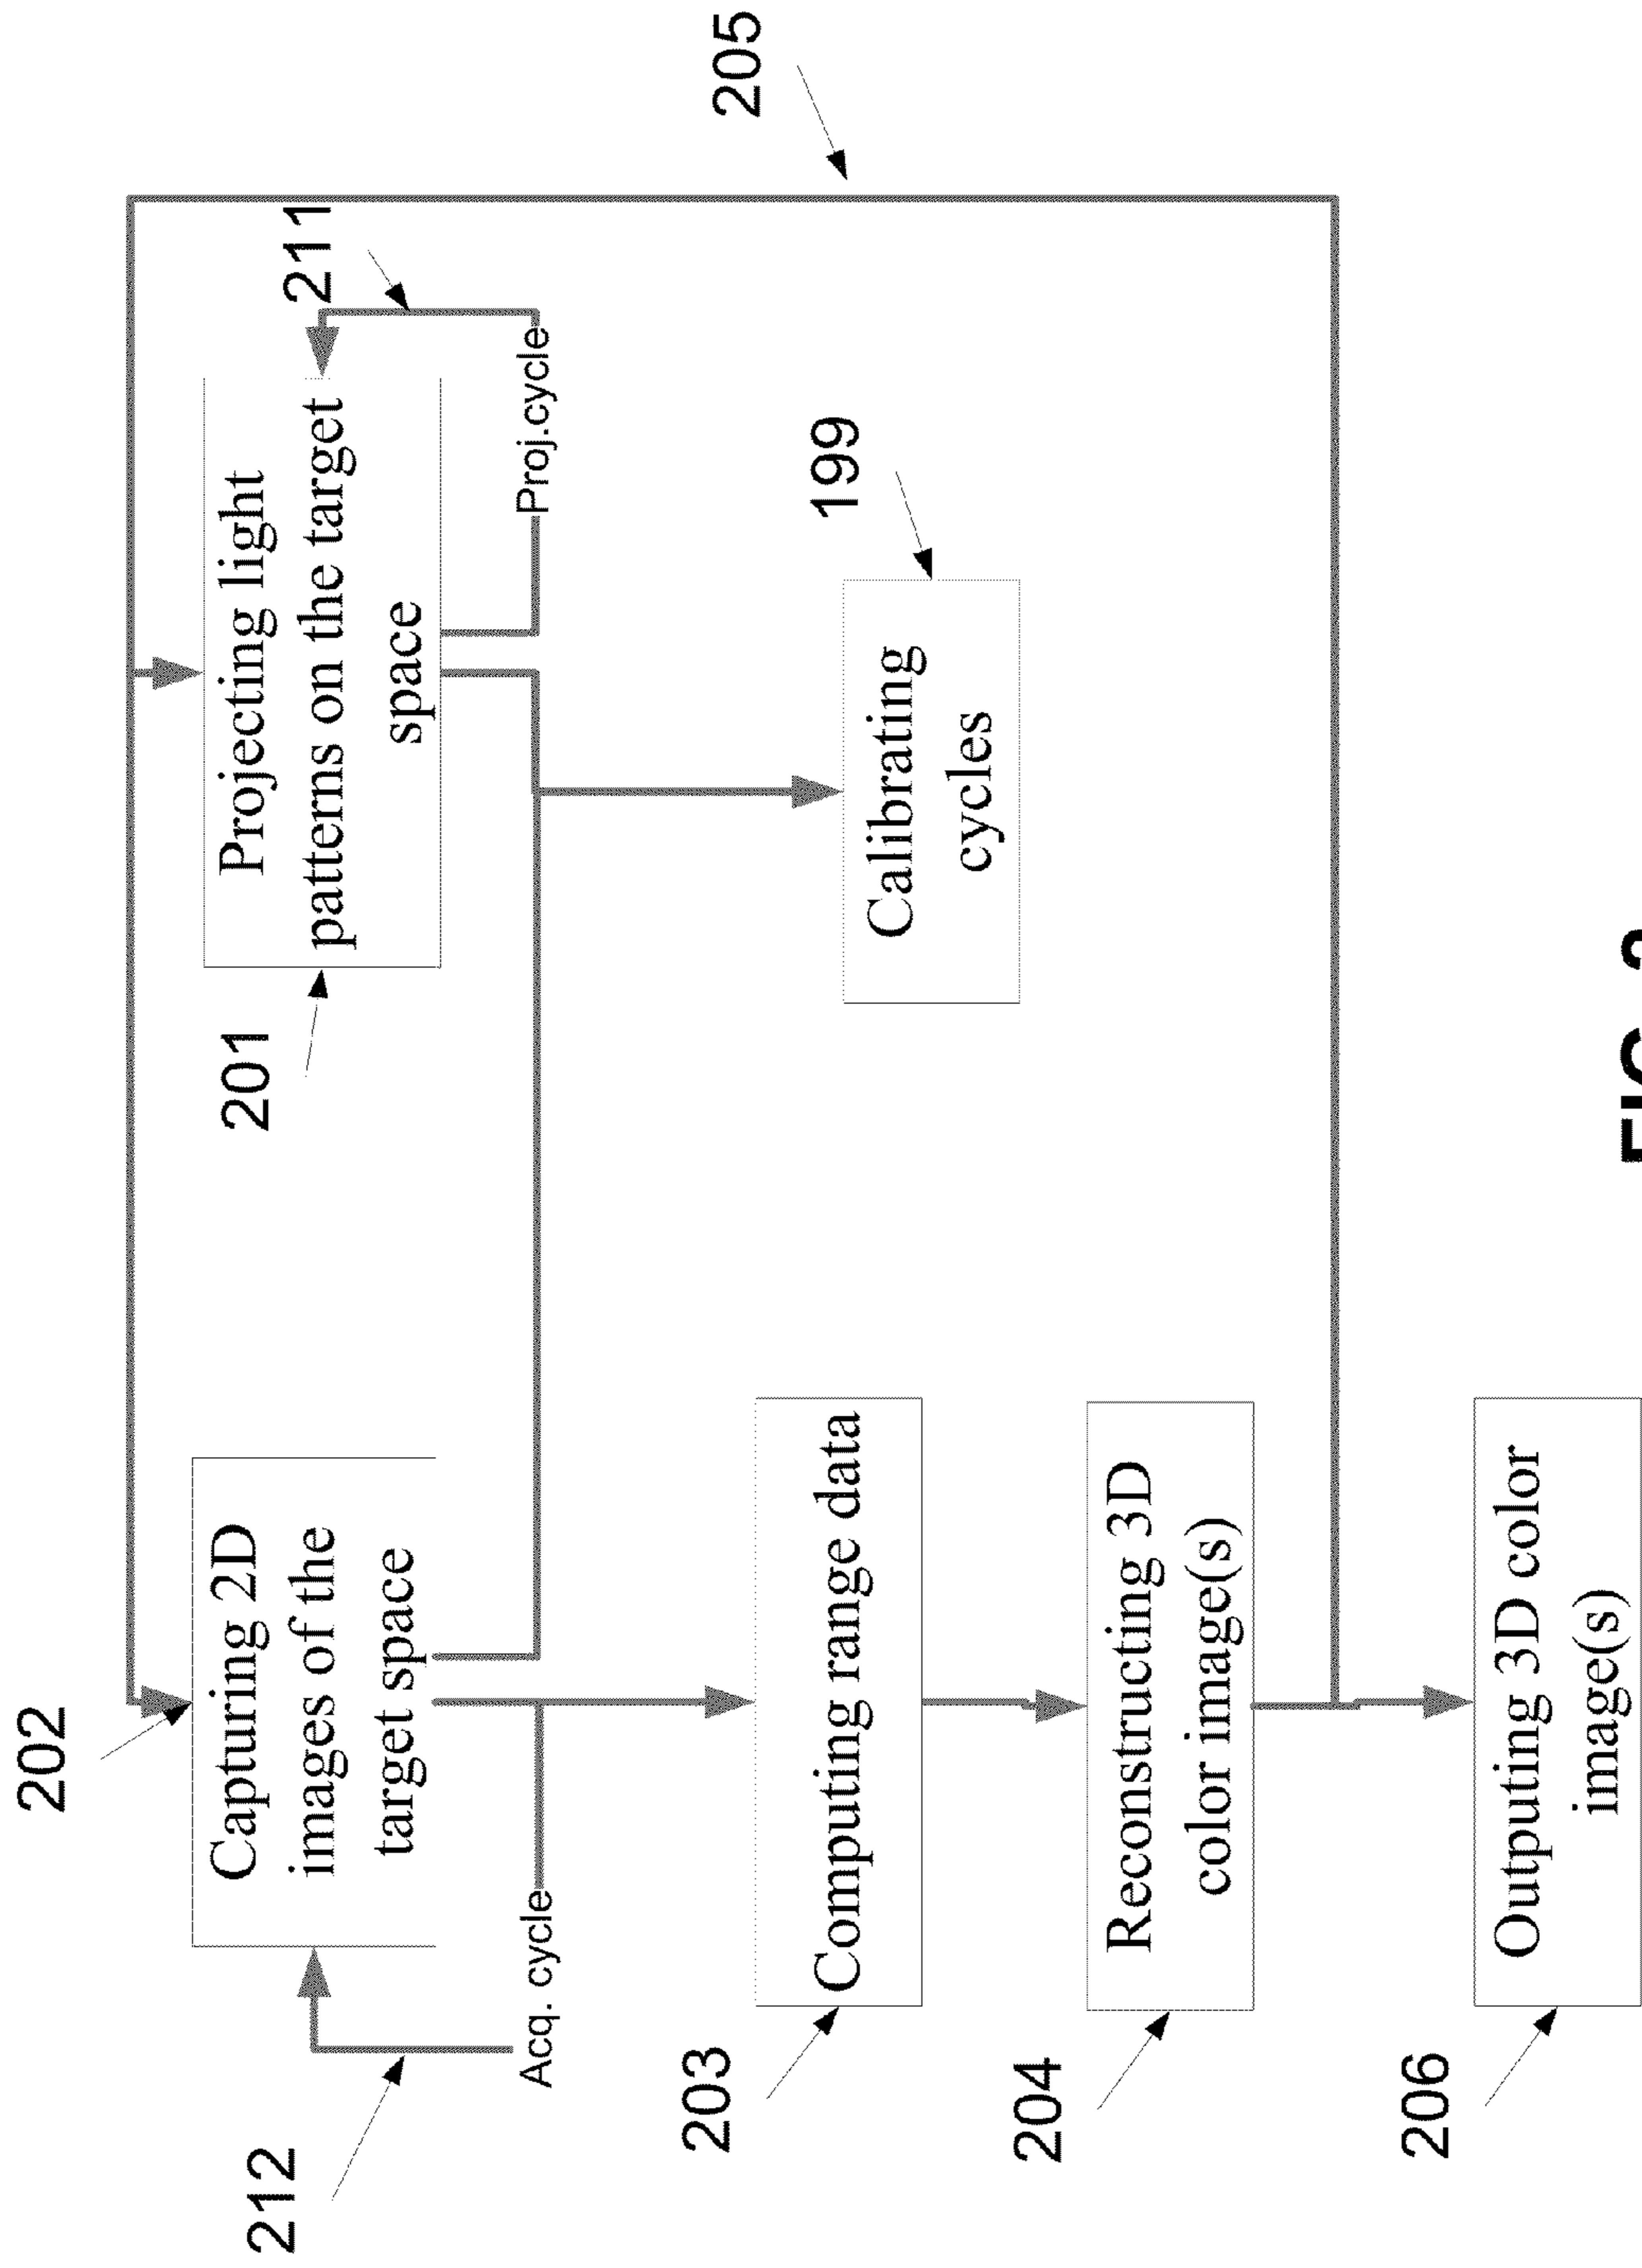 202
Capturing 2D
images of the
target space
212
Acq. cycle
201
Projecting light
patterns on the target
space
211
Proj.cycle
205
203
Computing range data
199
Calibrating
cycles
204
Reconstructing 3D
color image(s)
206
Outputing 3D color
image(s)